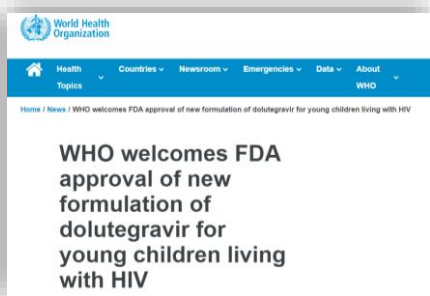 World Health
Organization
Health Topics
Countries
Newsroom
Emergencies
Data
About WHO
Home / News / WHO welcomes FDA approval of new formulation of dolutegravir for young children living with HIV
WHO welcomes FDA
approval of new
formulation of
dolutegravir for
young children living
with HIV